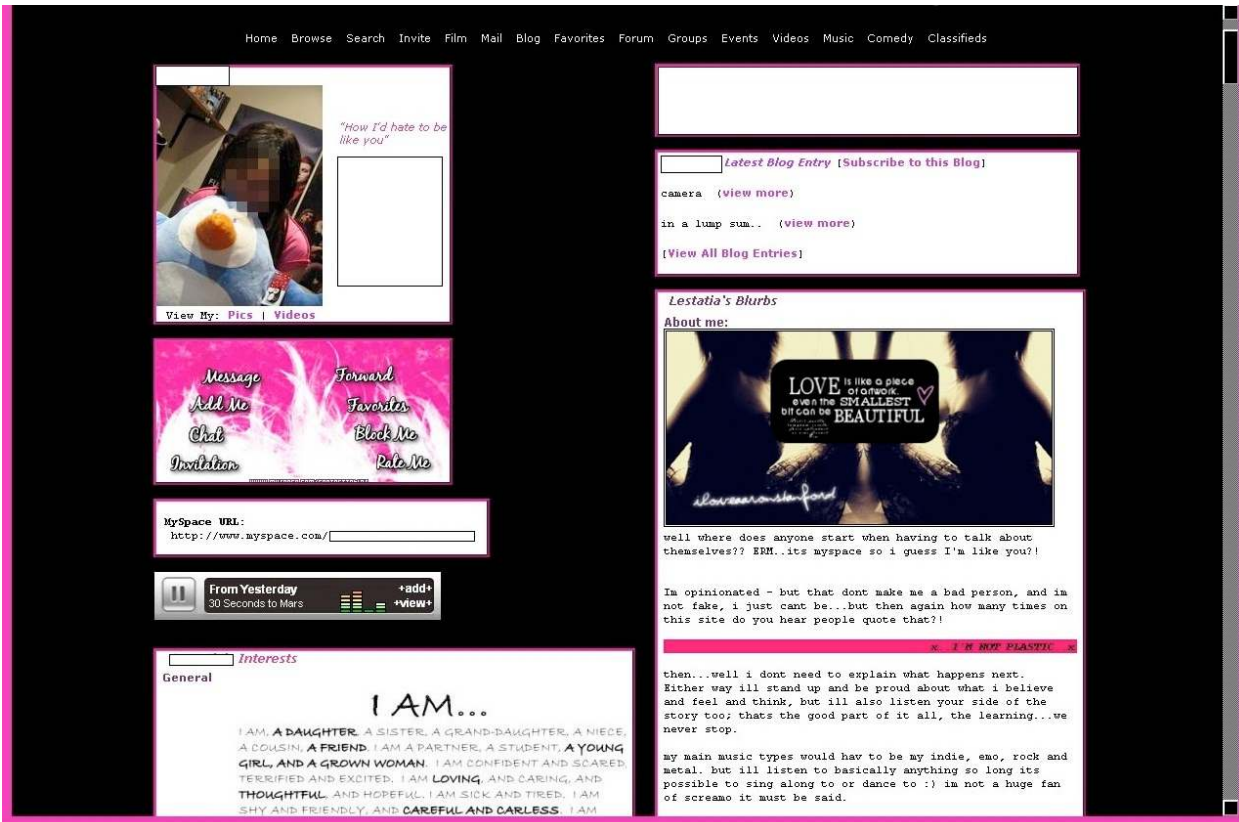 Home Browse Search Invite Film Mail Blog Favorites Forum Groups Events Videos Music Comedy Classifieds
"How I'd hate to be
like you"
View My: Pics | Videos
Message
Forward
Add Me
Favorites
Chat
Block Me
Invitation
Rate Me
MySpace URL:
http://www.myspace.com/
From Yesterday +add+
30 Seconds to Mars +view+
Interests
General
I AM...
I AM, A DAUGHTER, A SISTER, A GRAND-DAUGHTER, A NIECE,
A COUSIN, A FRIEND. I AM A PARTNER, A STUDENT, A YOUNG
GIRL, AND A GROWN WOMAN. I AM CONFIDENT AND SCARED,
TERRIFIED AND EXCITED. I AM LOVING, AND CARING, AND
THOUGHTFUL, AND HOPEFUL. I AM SICK AND TIRED. I AM
SHY AND FRIENDLY, AND CAREFUL AND CARLESS. I AM
Latest Blog Entry [Subscribe to this Blog]
camera (view more)
in a lump sum.. (view more)
[View All Blog Entries]
Lestatia's Blurbs
About me:
LOVE is like a piece
of artwork.
even the SMALLEST
bit can be BEAUTIFUL
iloveaaronstanford
well where does anyone start when having to talk about
themselves?? ERM..its myspace so i guess I'm like you?!
Im opinionated - but that dont make me a bad person, and im
not fake, i just cant be...but then again how many times on
this site do you hear people quote that?!
x...I'M NOT PLASTIC...x
then...well i dont need to explain what happens next.
Either way ill stand up and be proud about what i believe
and feel and think, but ill also listen your side of the
story too; thats the good part of it all, the learning...we
never stop.
my main music types would hav to be my indie, emo, rock and
metal. but ill listen to basically anything so long its
possible to sing along to or dance to :) im not a huge fan
of screamo it must be said.